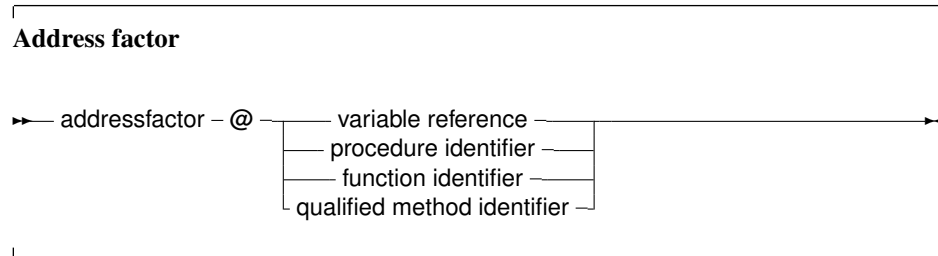 Address factor
addressfactor @ variable reference
procedure identifier
function identifier
qualified method identifier